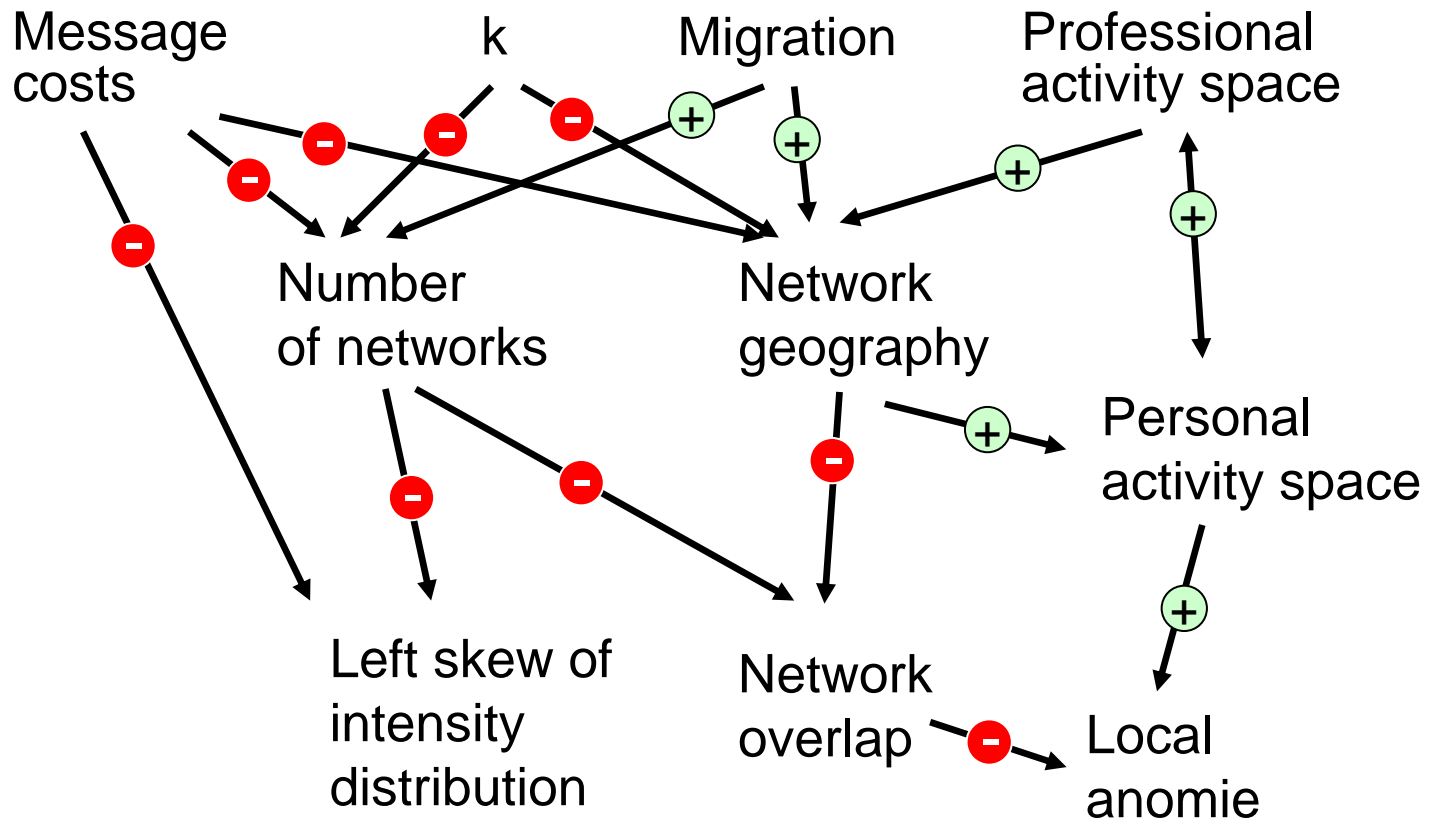 Message
costs
k
Migration
Professional
activity space
-
-
+
+
-
-
+
-
+
Number
of networks
Network
geography
Personal
activity space
+
-
-
-
+
Left skew of
intensity
distribution
Network
overlap
-
Local
anomie